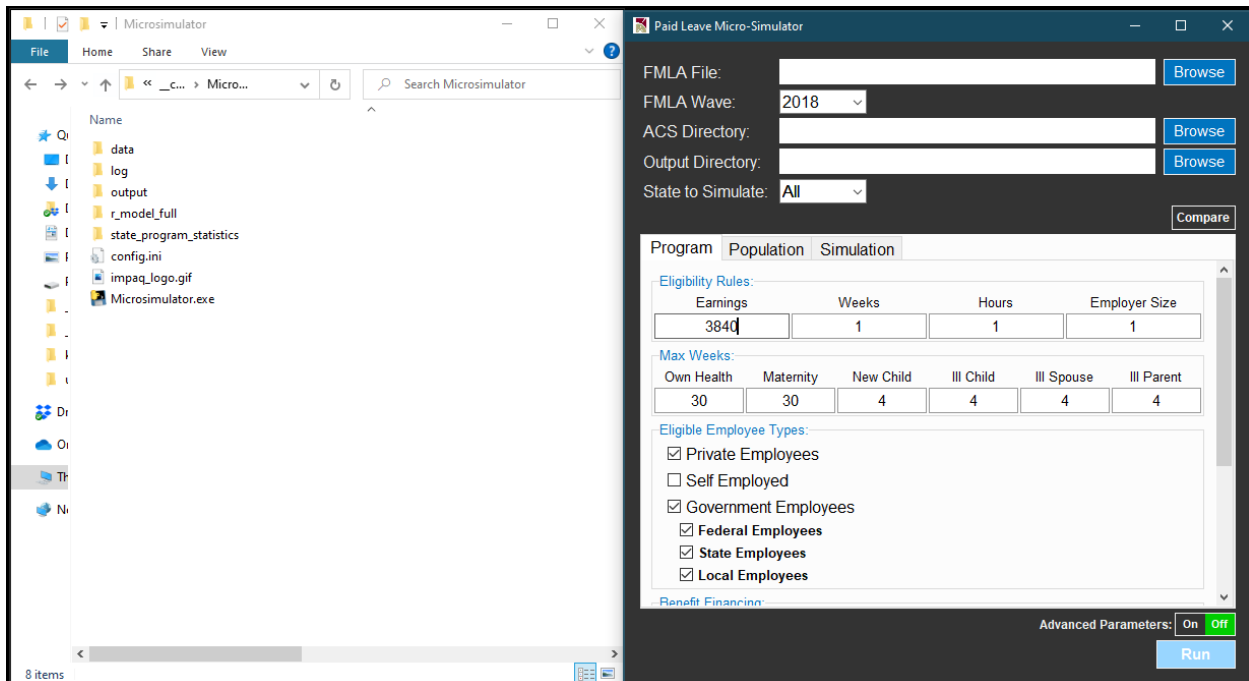 Microsimulator
File Home Share View
« __c... › Micro... Search Microsimulator
Name
data
log
output
r_model_full
state_program_statistics
config.ini
impaq_logo.gif
Microsimulator.exe
8 items
Paid Leave Micro-Simulator
FMLA File: Browse
FMLA Wave: 2018
ACS Directory: Browse
Output Directory: Browse
State to Simulate: All
Compare
Program Population Simulation
Eligibility Rules:
Earnings Weeks Hours Employer Size
3840 1 1 1
Max Weeks:
Own Health Maternity New Child Ill Child Ill Spouse Ill Parent
30 30 4 4 4 4
Eligible Employee Types:
Private Employees
Self Employed
Government Employees
Federal Employees
State Employees
Local Employees
Benefit Financing:
Advanced Parameters: On Off
Run